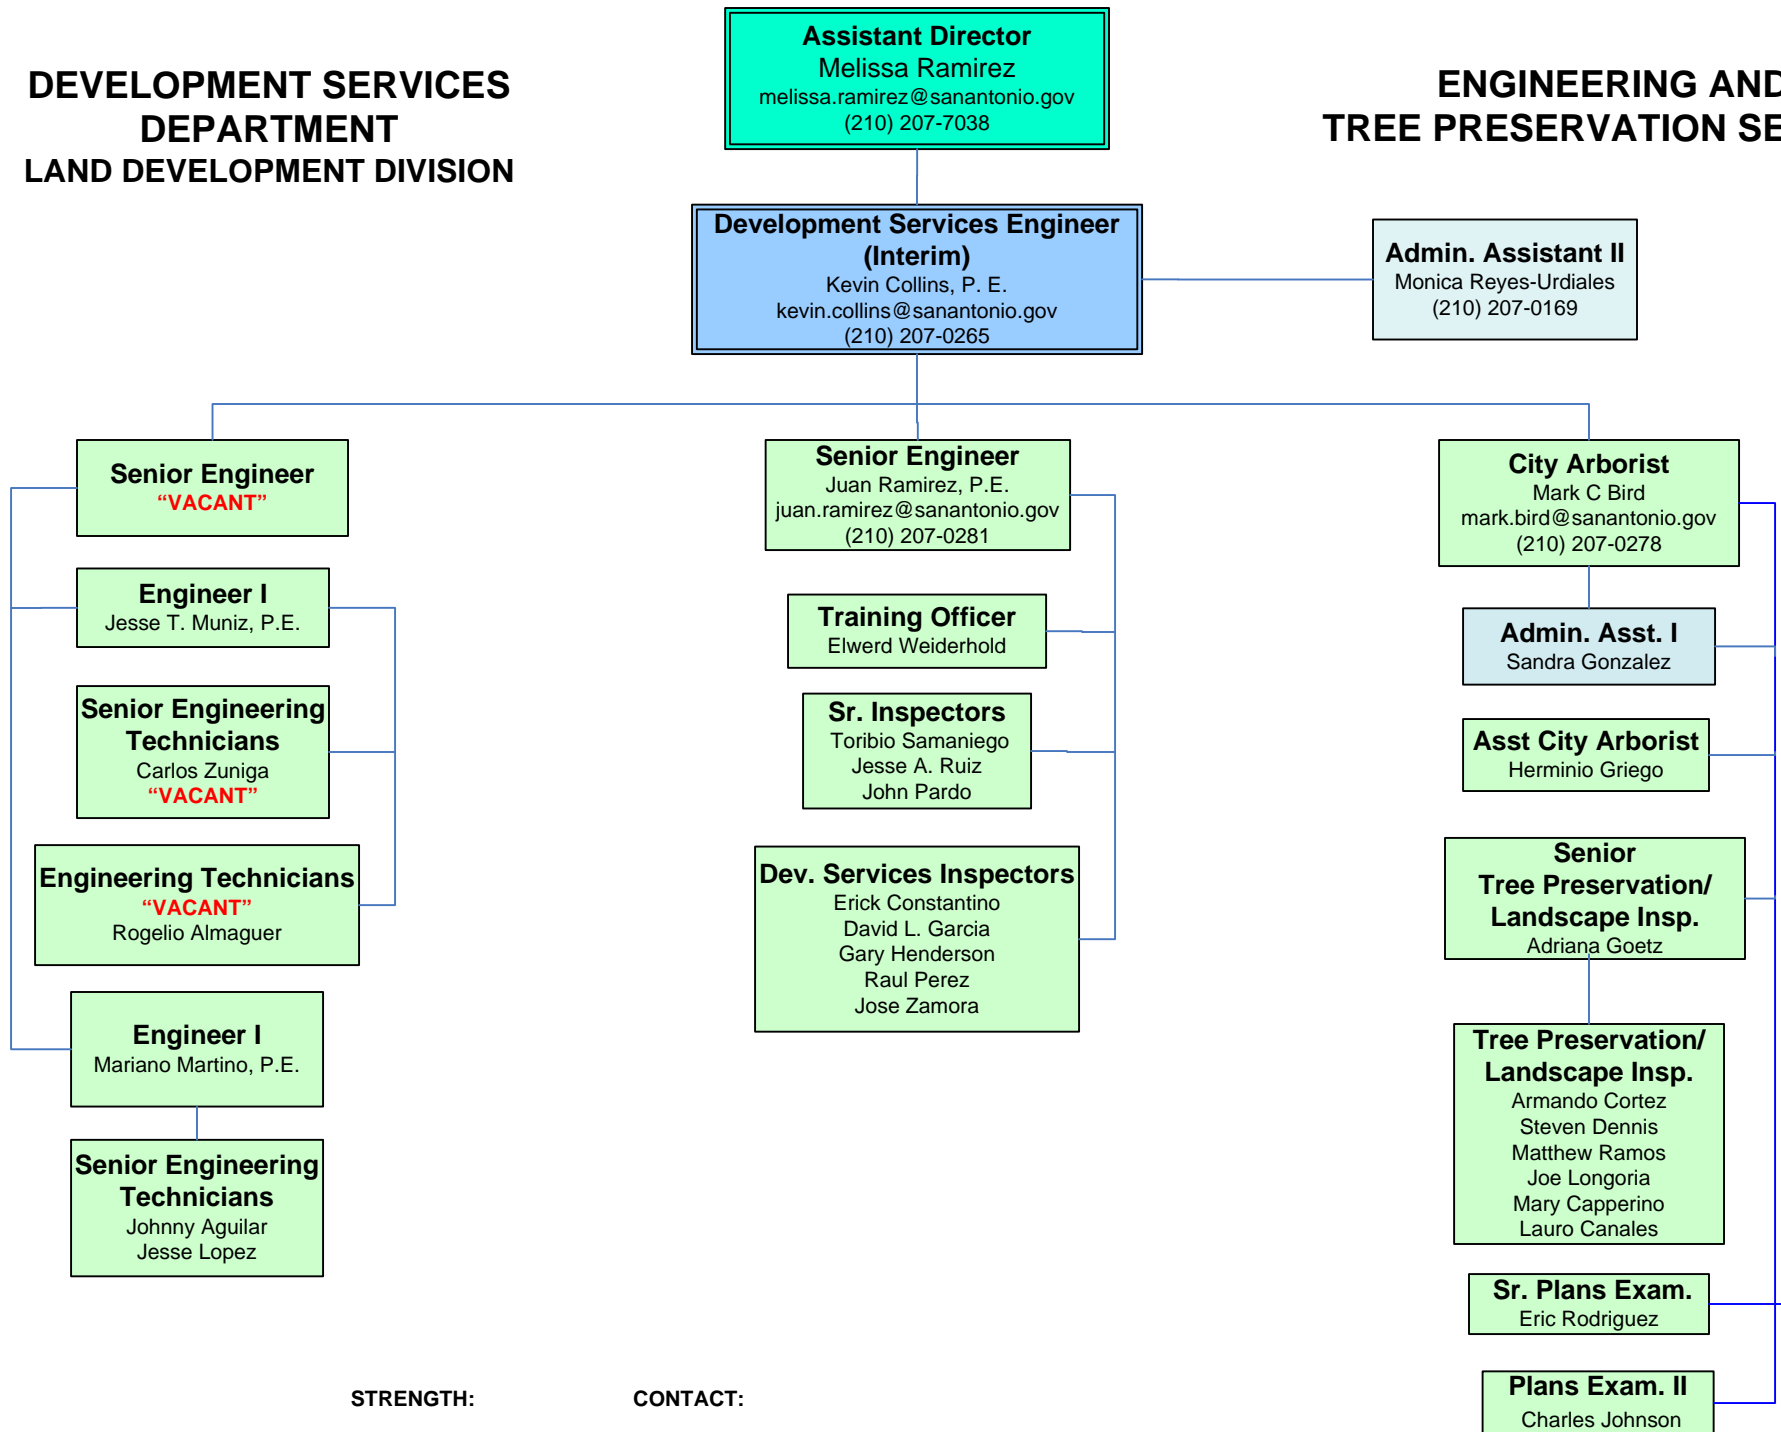 DEVELOPMENT SERVICES
DEPARTMENT
LAND DEVELOPMENT DIVISION
Assistant Director
Melissa Ramirez
melissa.ramirez@sanantonio.gov
(210) 207-7038
ENGINEERING AND
TREE PRESERVATION SE
Development Services Engineer
(Interim)
Kevin Collins, P. E.
kevin.collins@sanantonio.gov
(210) 207-0265
Admin. Assistant II
Monica Reyes-Urdiales
(210) 207-0169
Senior Engineer
“VACANT”
Engineer I
Jesse T. Muniz, P.E.
Senior Engineering
Technicians
Carlos Zuniga
“VACANT”
Engineering Technicians
“VACANT”
Rogelio Almaguer
Engineer I
Mariano Martino, P.E.
Senior Engineering
Technicians
Johnny Aguilar
Jesse Lopez
Senior Engineer
Juan Ramirez, P.E.
juan.ramirez@sanantonio.gov
(210) 207-0281
Training Officer
Elwerd Weiderhold
Sr. Inspectors
Toribio Samaniego
Jesse A. Ruiz
John Pardo
Dev. Services Inspectors
Erick Constantino
David L. Garcia
Gary Henderson
Raul Perez
Jose Zamora
City Arborist
Mark C Bird
mark.bird@sanantonio.gov
(210) 207-0278
Admin. Asst. I
Sandra Gonzalez
Asst City Arborist
Herminio Griego
Senior
Tree Preservation/
Landscape Insp.
Adriana Goetz
Tree Preservation/
Landscape Insp.
Armando Cortez
Steven Dennis
Matthew Ramos
Joe Longoria
Mary Capperino
Lauro Canales
Sr. Plans Exam.
Eric Rodriguez
Plans Exam. II
Charles Johnson
STRENGTH:
CONTACT: